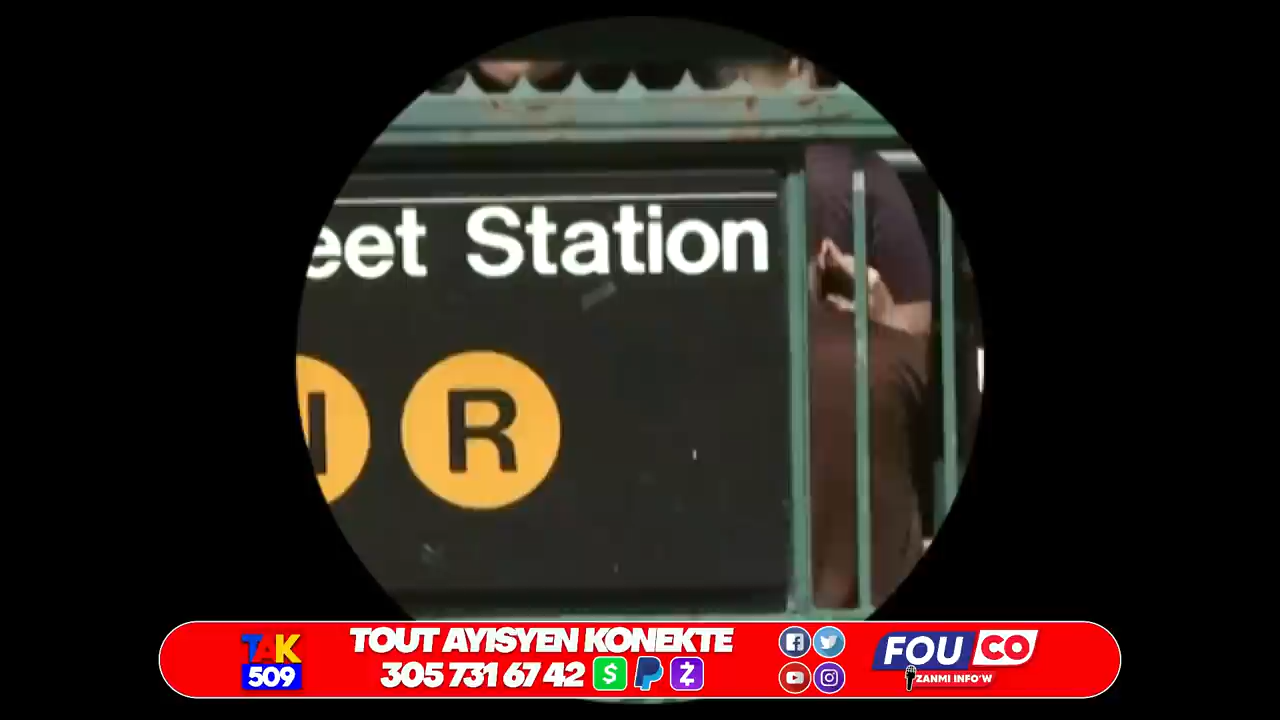 eet Station
N R
TAK
509
TOUT AYISYEN KONEKTE
305 731 67 42
FOU CO
ZANMI INFO'W